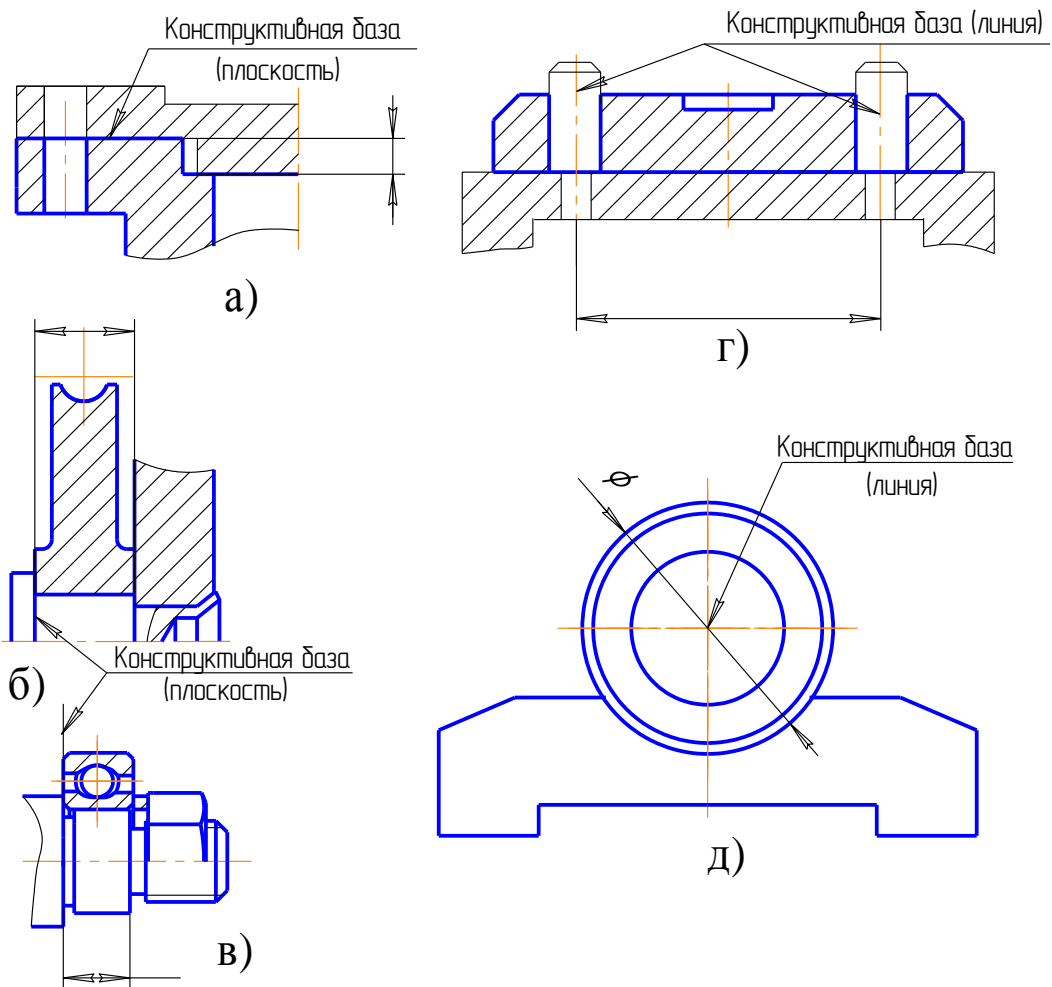 Конструктивная база
(плоскость)
а)
Конструктивная база (линия)
г)
Конструктивная база
(плоскость)
б)
в)
Конструктивная база
(линия)
ϕ
д)